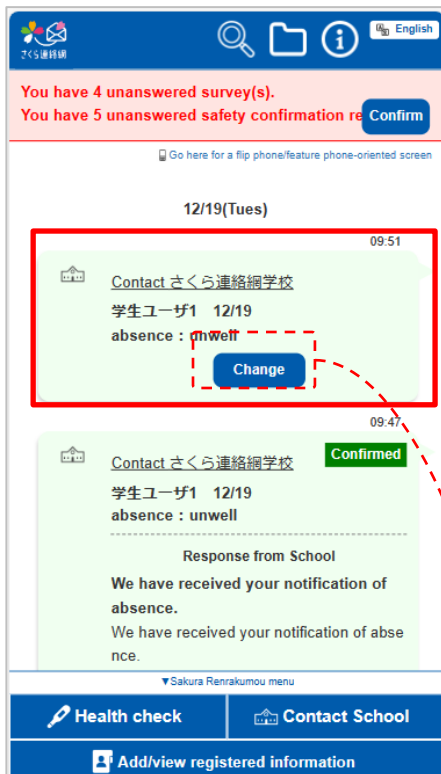 さくら連絡網
English
You have 4 unanswered survey(s).
You have 5 unanswered safety confirmation re
Confirm
Go here for a flip phone/feature phone-oriented screen
12/19(Tues)
09:51
Contact さくら連絡網学校
学生ユーザ1 12/19
absence : unwell
Change
09:47
Confirmed
Contact さくら連絡網学校
学生ユーザ1 12/19
absence : unwell
Response from School
We have received your notification of
absence.
We have received your notification of abse
nce.
▼Sakura Renrakumou menu
Health check
Contact School
Add/view registered information